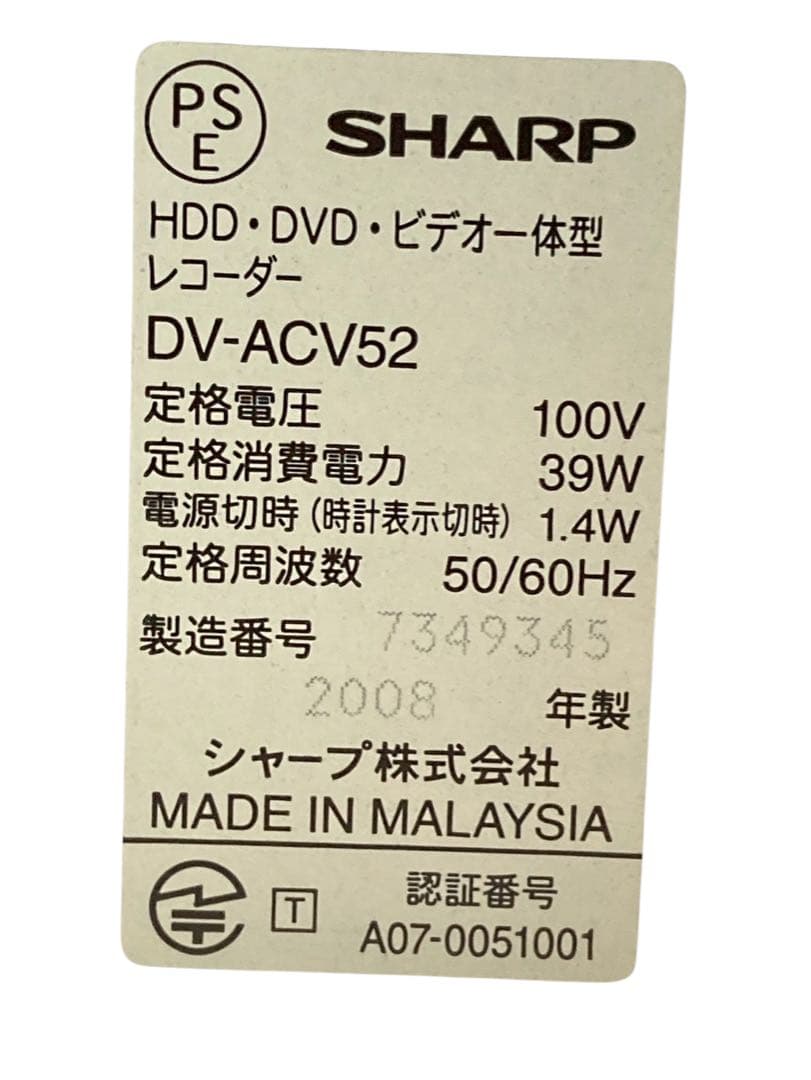 PS
E
SHARP
HDD・DVD・ビデオ一体型
レコーダー
DV-ACV52
定格電圧 100V
定格消費電力 39W
電源切時(時計表示切時) 1.4W
定格周波数 50/60Hz
製造番号 7349345
2008 年製
シャープ株式会社
MADE IN MALAYSIA
T 認証番号
A07-0051001